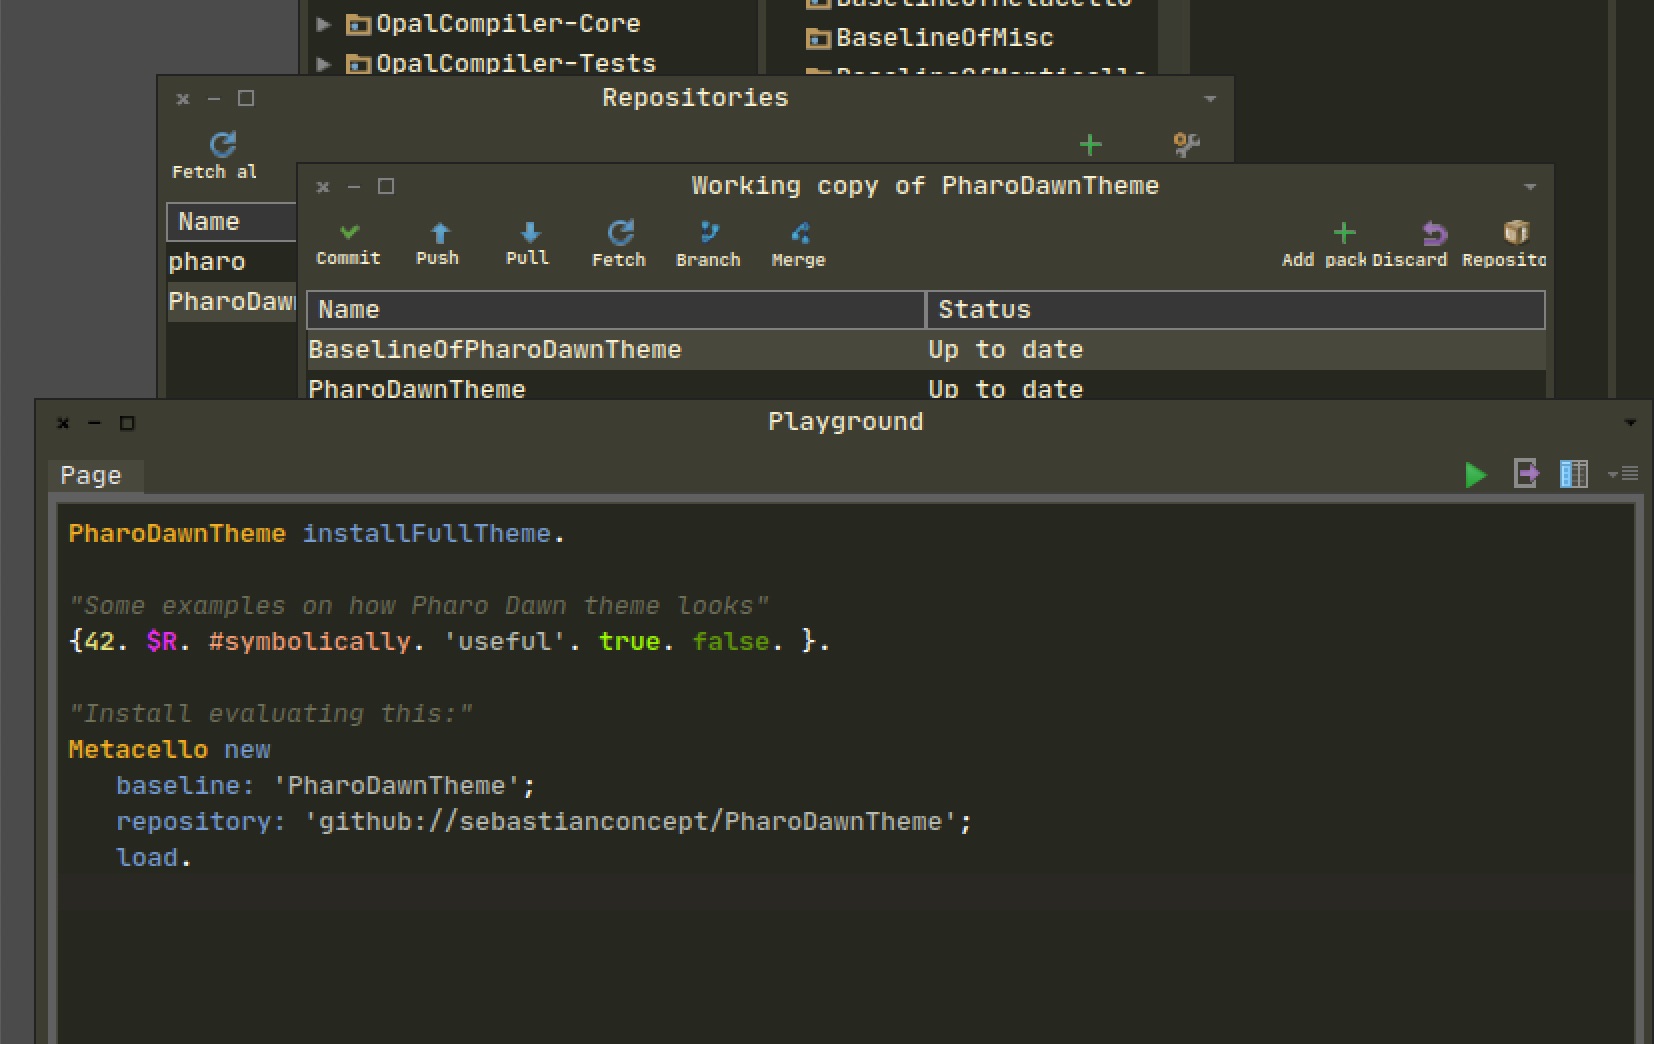 OpalCompiler-Core
OpalCompiler-Tests
BaselineOfMetacello
BaselineOfMisc
BaselineOfMonticello
Repositories
Fetch al
Name
pharo
PharoDawn
Working copy of PharoDawnTheme
Commit
Push
Pull
Fetch
Branch
Merge
Add pack
Discard
Reposito
Name
Status
BaselineOfPharoDawnTheme
Up to date
PharoDawnTheme
Up to date
Playground
Page
PharoDawnTheme installFullTheme.
"Some examples on how Pharo Dawn theme looks"
{42. $R. #symbolically. 'useful'. true. false. }.
"Install evaluating this:"
Metacello new
baseline: 'PharoDawnTheme';
repository: 'github://sebastianconcept/PharoDawnTheme';
load.